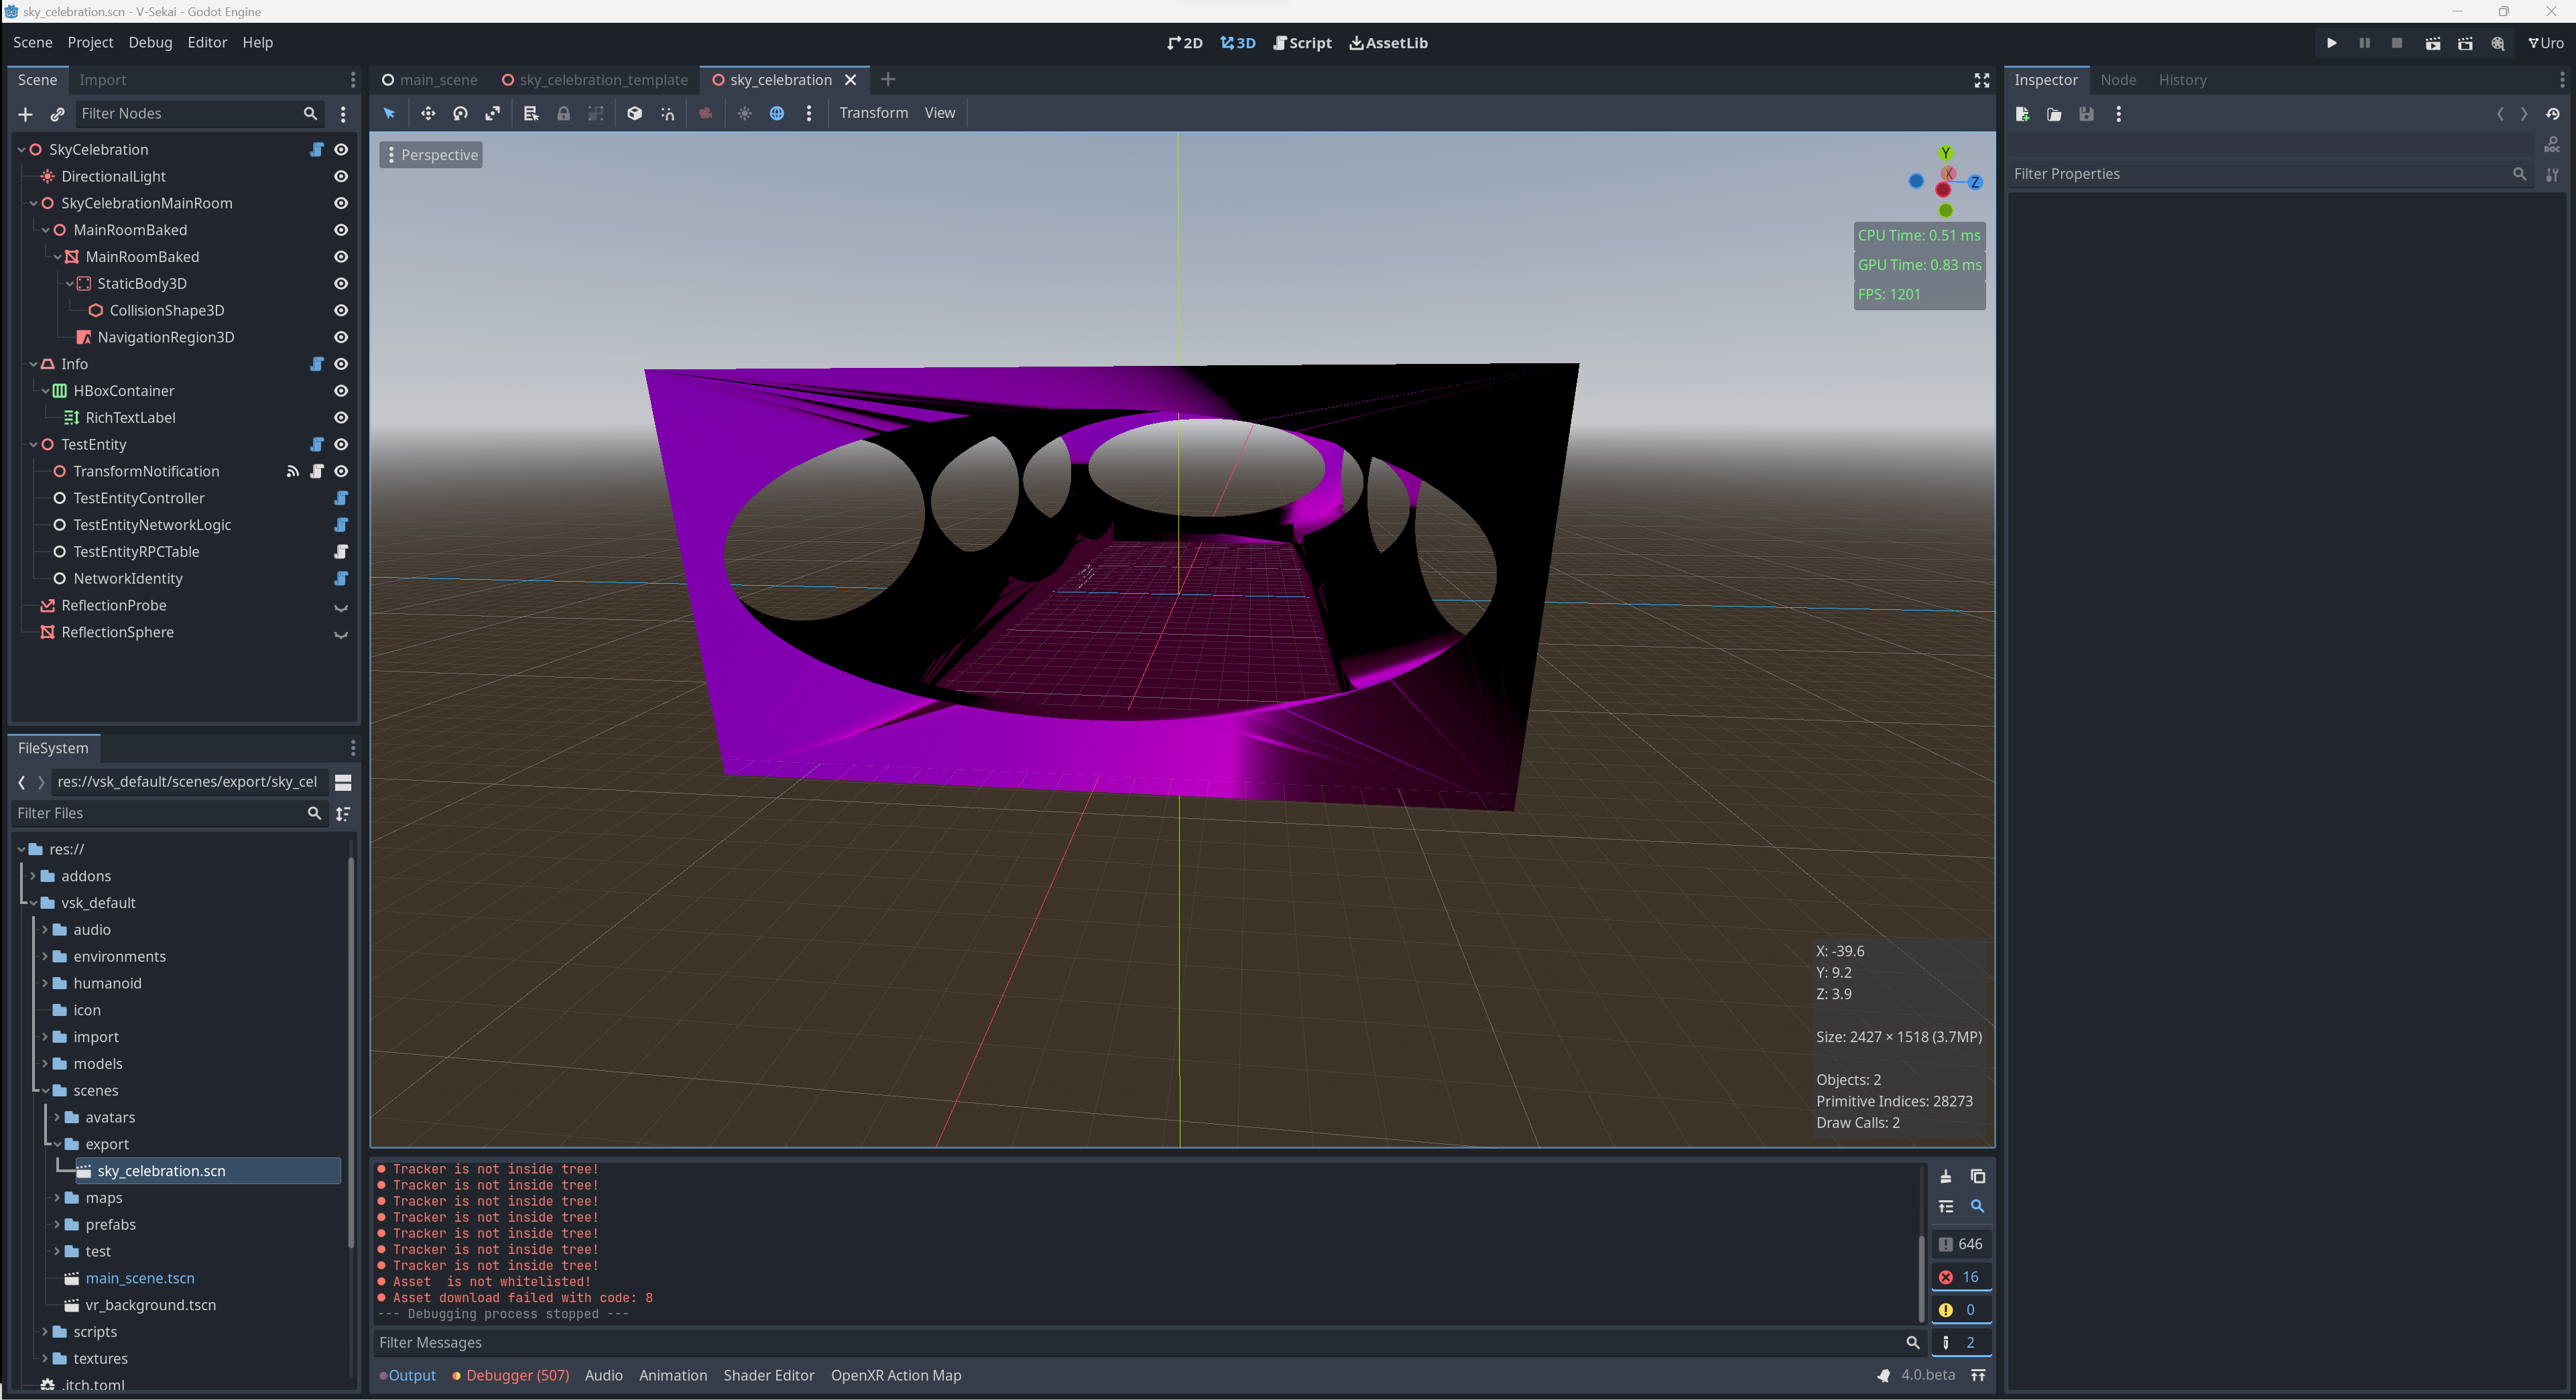 sky_celebration.scn - V-Sekai - Godot Engine
Scene Project Debug Editor Help
2D 3D Script AssetLib
Uro
Scene Import
Filter Nodes
SkyCelebration
DirectionalLight
SkyCelebrationMainRoom
MainRoomBaked
MainRoomBaked
StaticBody3D
CollisionShape3D
NavigationRegion3D
Info
HBoxContainer
RichTextLabel
TestEntity
TransformNotification
TestEntityController
TestEntityNetworkLogic
TestEntityRPCTable
NetworkIdentity
ReflectionProbe
ReflectionSphere
FileSystem
res://vsk_default/scenes/export/sky_cel
Filter Files
res://
addons
vsk_default
audio
environments
humanoid
icon
import
models
scenes
avatars
export
sky_celebration.scn
maps
prefabs
test
main_scene.tscn
vr_background.tscn
scripts
textures
.itch.toml
main_scene sky_celebration_template sky_celebration
Transform View
Perspective
Y
X
Z
CPU Time: 0.51 ms
GPU Time: 0.83 ms
FPS: 1201
X: -39.6
Y: 9.2
Z: 3.9
Size: 2427 × 1518 (3.7MP)
Objects: 2
Primitive Indices: 28273
Draw Calls: 2
Tracker is not inside tree!
Tracker is not inside tree!
Tracker is not inside tree!
Tracker is not inside tree!
Tracker is not inside tree!
Tracker is not inside tree!
Tracker is not inside tree!
Asset  is not whitelisted!
Asset download failed with code: 8
--- Debugging process stopped ---
646
16
0
2
Filter Messages
Output Debugger (507) Audio Animation Shader Editor OpenXR Action Map
4.0.beta
Inspector Node History
DOC
Filter Properties